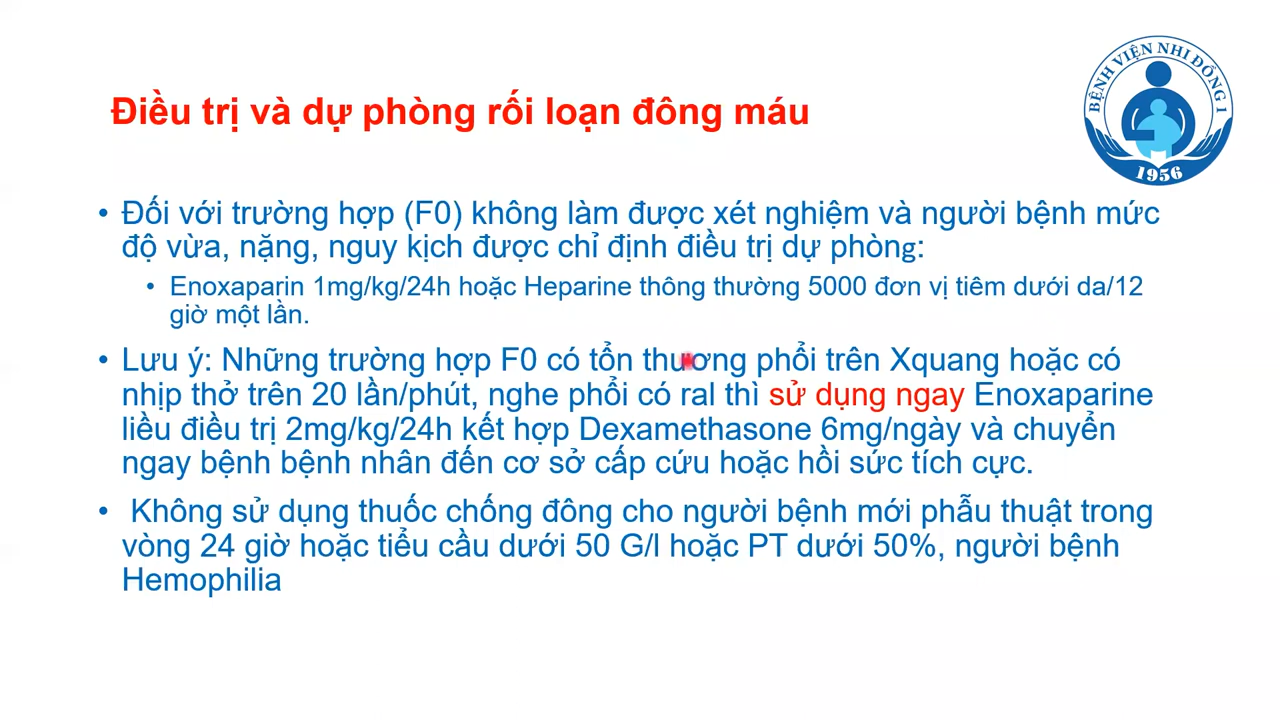 BỆNH VIỆN NHI ĐỒNG 1
1956
Điều trị và dự phòng rối loạn đông máu
• Đối với trường hợp (F0) không làm được xét nghiệm và người bệnh mức
độ vừa, nặng, nguy kịch được chỉ định điều trị dự phòng:
• Enoxaparin 1mg/kg/24h hoặc Heparine thông thường 5000 đơn vị tiêm dưới da/12
giờ một lần.
• Lưu ý: Những trường hợp F0 có tổn thương phổi trên Xquang hoặc có
nhịp thở trên 20 lần/phút, nghe phổi có ral thì sử dụng ngay Enoxaparine
liều điều trị 2mg/kg/24h kết hợp Dexamethasone 6mg/ngày và chuyển
ngay bệnh bệnh nhân đến cơ sở cấp cứu hoặc hồi sức tích cực.
• Không sử dụng thuốc chống đông cho người bệnh mới phẫu thuật trong
vòng 24 giờ hoặc tiểu cầu dưới 50 G/l hoặc PT dưới 50%, người bệnh
Hemophilia